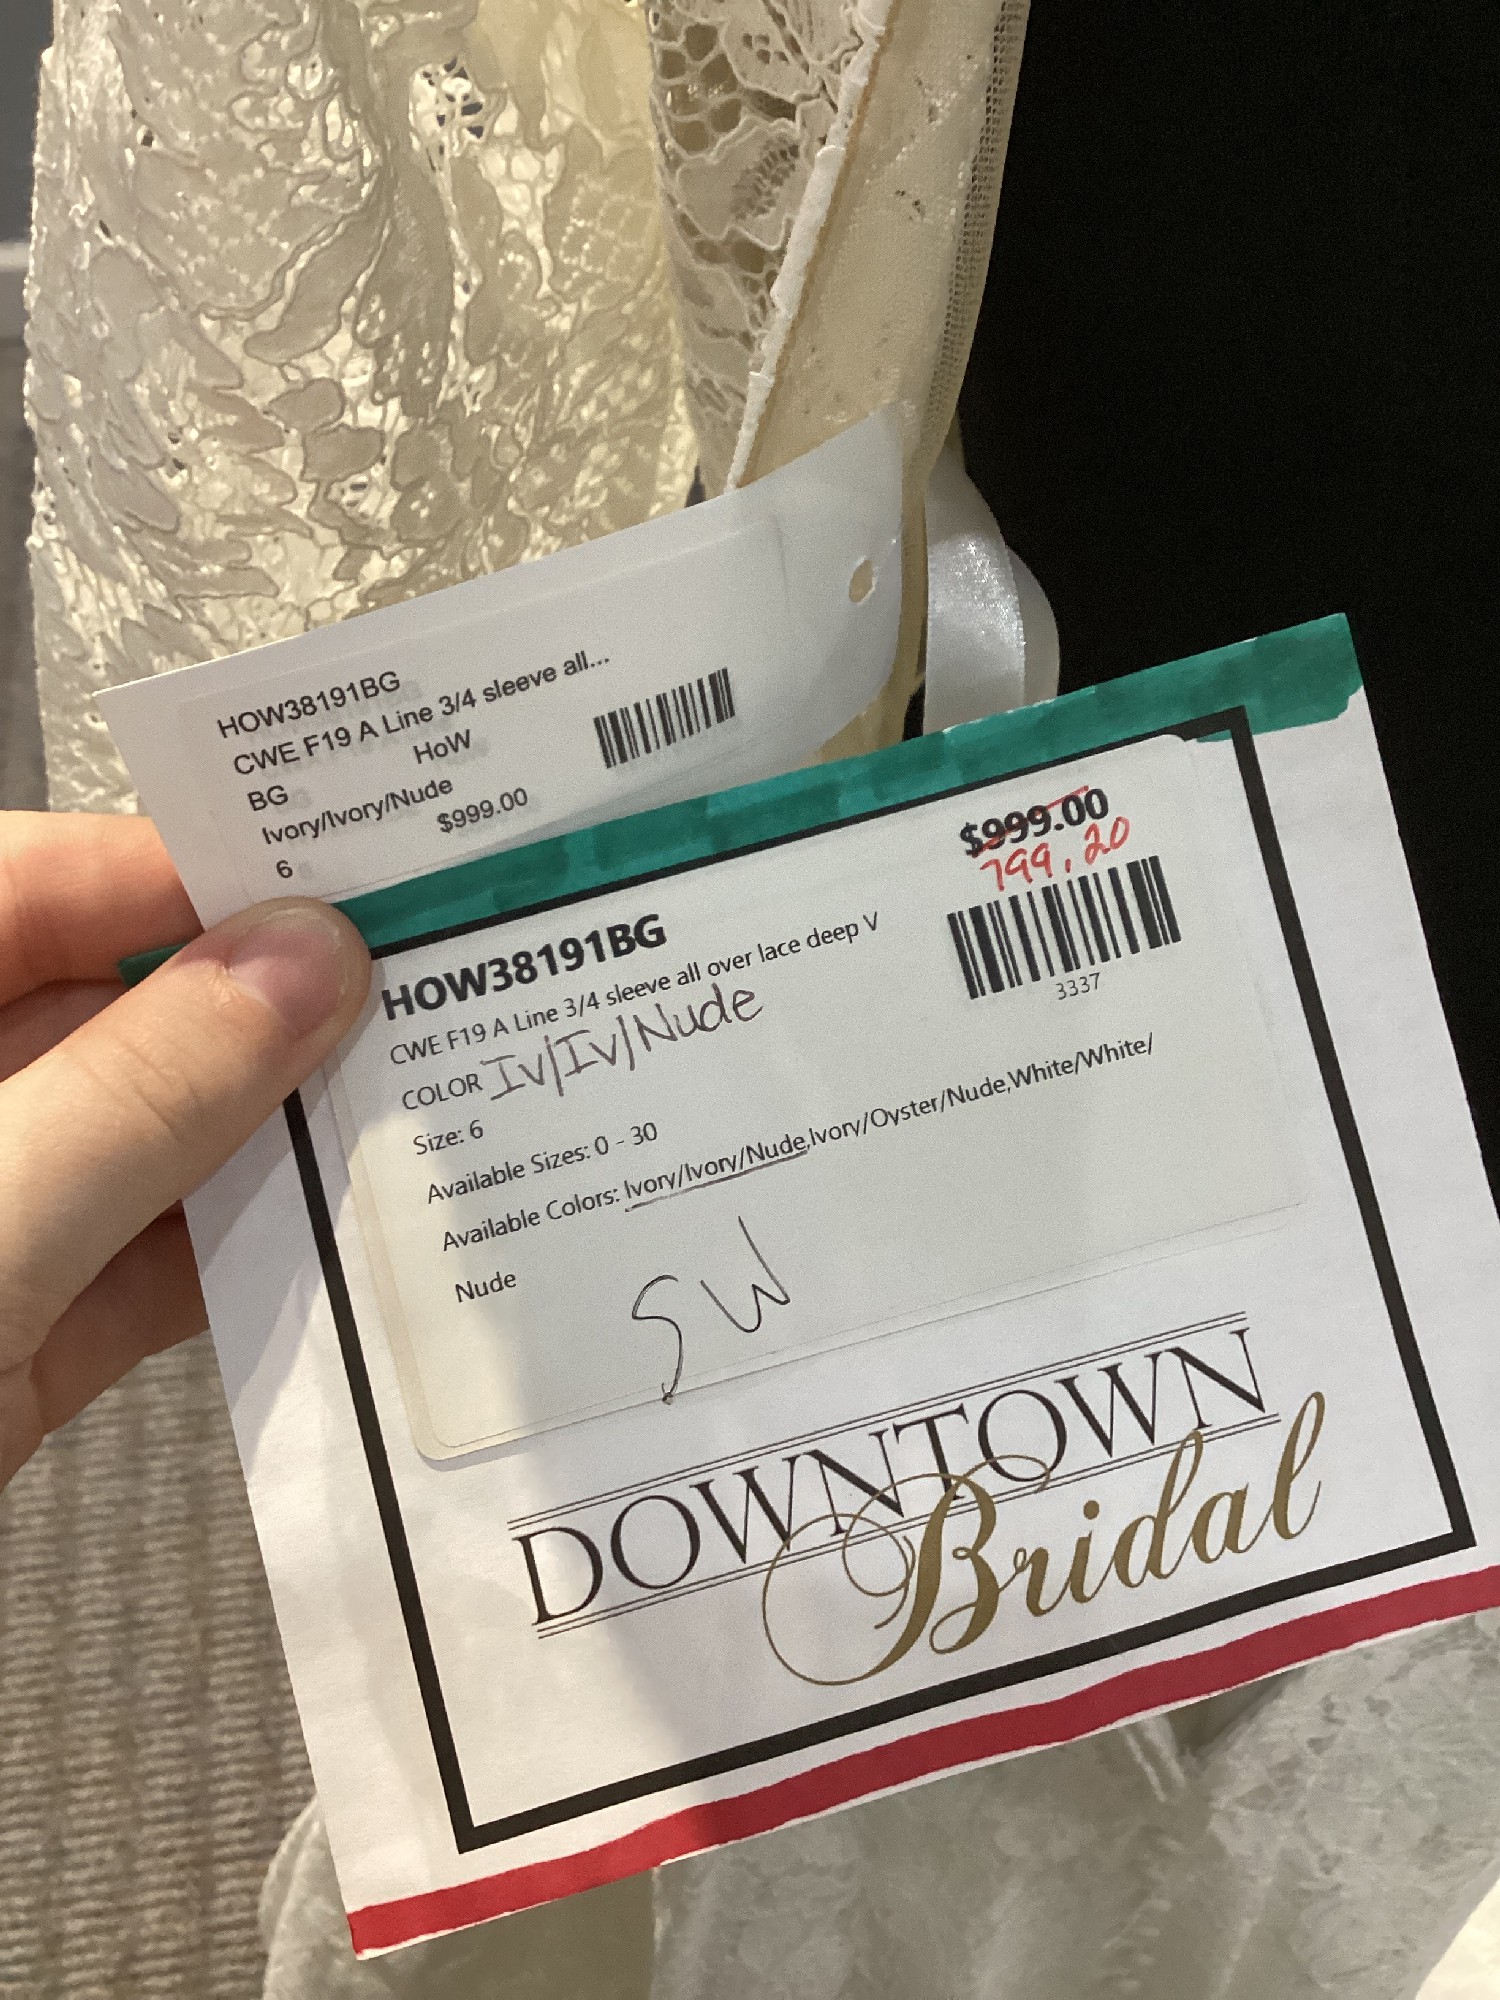 HOW38191BG
CWE F19 A Line 3/4 sleeve all...
HoW
BG
Ivory/Ivory/Nude
$999.00
6
$999.00
799.20
HOW38191BG
CWE F19 A Line 3/4 sleeve all over lace deep V
3337
COLOR IV/IV/Nude
Size: 6
Available Sizes: 0 - 30
Available Colors: Ivory/Ivory/Nude,Ivory/Oyster/Nude,White/White/
Nude
SW
DOWNTOWN
Bridal